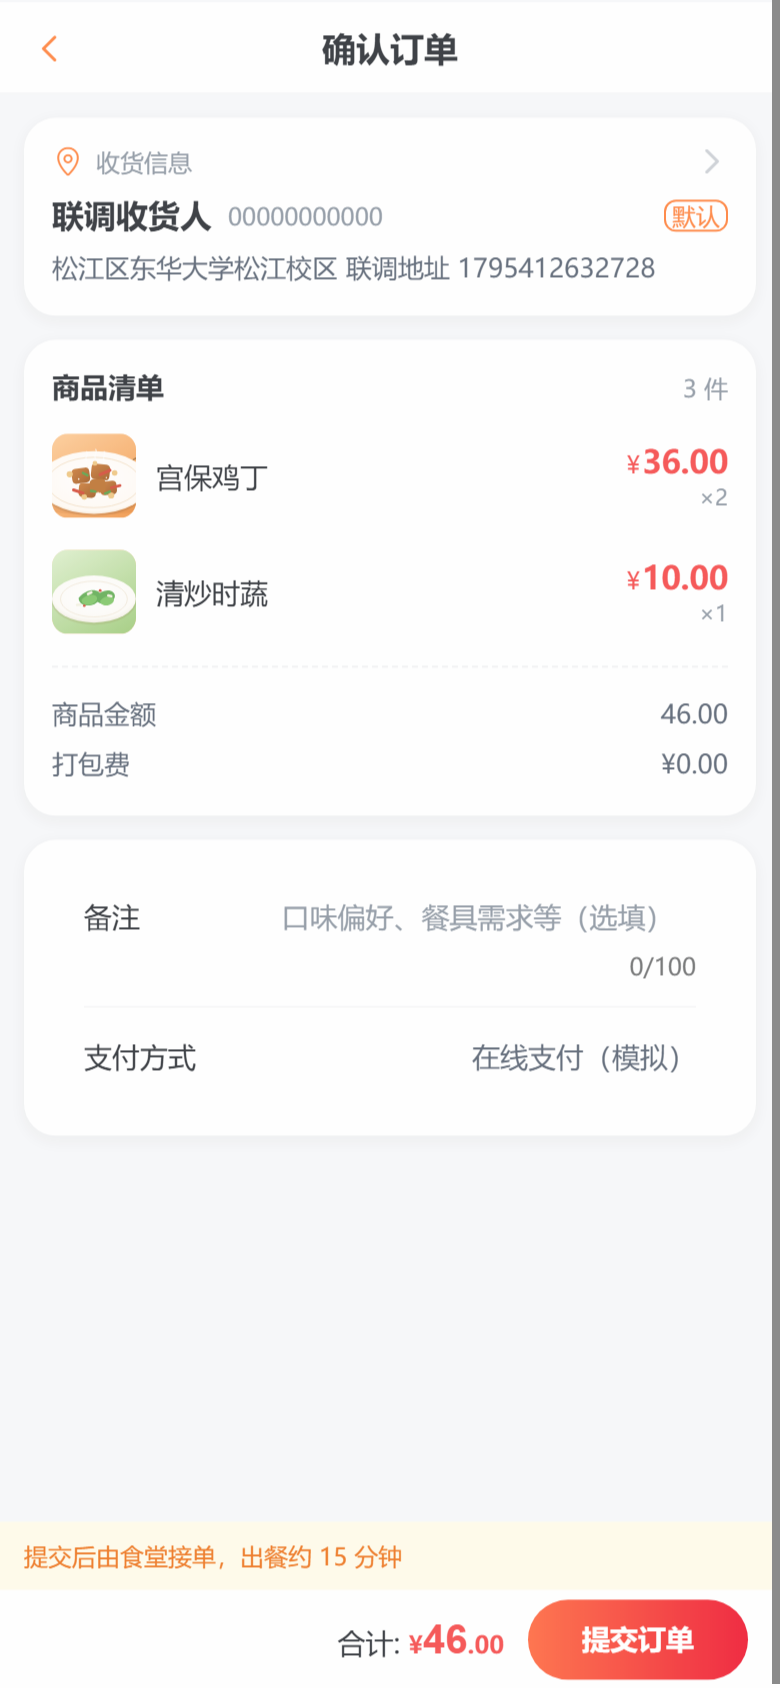 确认订单
收货信息
联调收货人 00000000000 默认
松江区东华大学松江校区 联调地址 1795412632728
商品清单 3 件
宫保鸡丁 ¥36.00
×2
清炒时蔬 ¥10.00
×1
商品金额 46.00
打包费 ¥0.00
备注 口味偏好、餐具需求等（选填）
0/100
支付方式 在线支付（模拟）
提交后由食堂接单，出餐约 15 分钟
合计: ¥46.00 提交订单